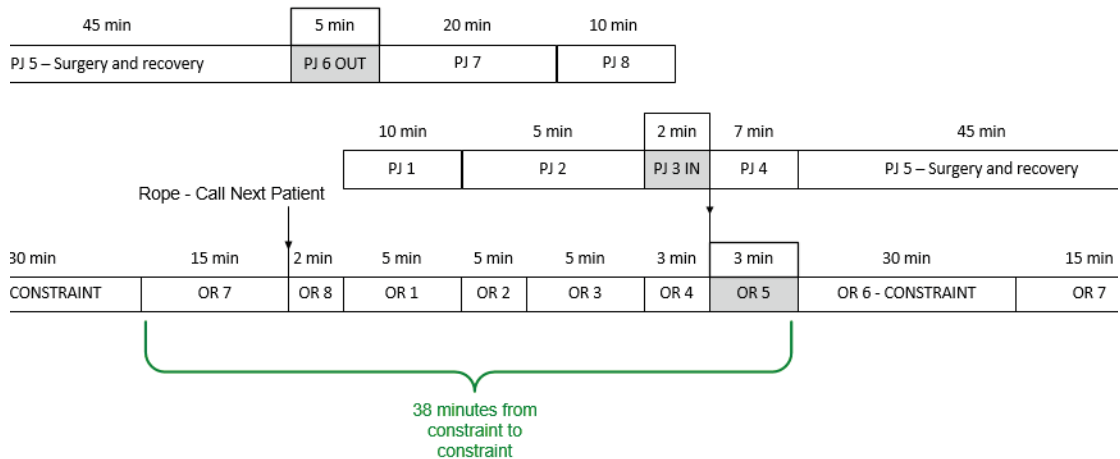 45 min 5 min 20 min 10 min
PJ 5 – Surgery and recovery PJ 6 OUT PJ 7 PJ 8
10 min 5 min 2 min 7 min 45 min
PJ 1 PJ 2 PJ 3 IN PJ 4 PJ 5 – Surgery and recovery
Rope - Call Next Patient
30 min 15 min 2 min 5 min 5 min 5 min 3 min 3 min 30 min 15 min
CONSTRAINT OR 7 OR 8 OR 1 OR 2 OR 3 OR 4 OR 5 OR 6 - CONSTRAINT OR 7
38 minutes from
constraint to
constraint